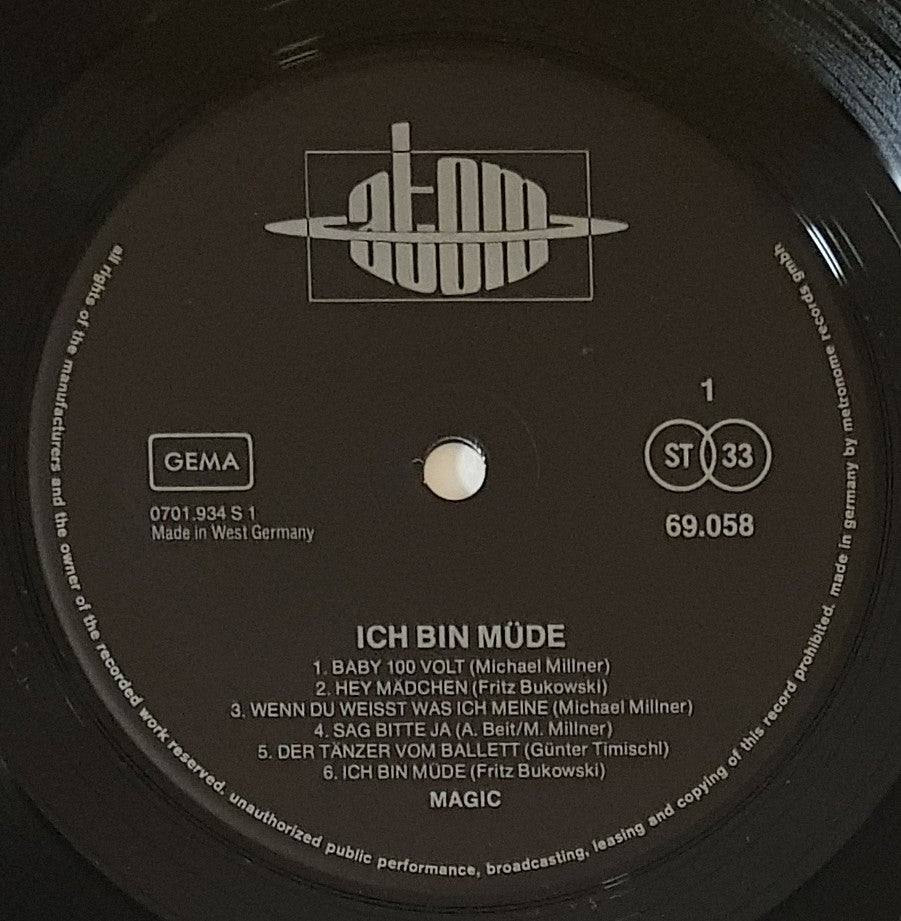 atom
1
GEMA
ST 33
0701.934 S 1
Made in West Germany
69.058
ICH BIN MÜDE
1. BABY 100 VOLT (Michael Millner)
2. HEY MÄDCHEN (Fritz Bukowski)
3. WENN DU WEISST WAS ICH MEINE (Michael Millner)
4. SAG BITTE JA (A. Beit/M. Millner)
5. DER TÄNZER VOM BALLETT (Günter Timischl)
6. ICH BIN MÜDE (Fritz Bukowski)
MAGIC
all rights of the manufacturers and the owner of the recorded work reserved. unauthorized public performance, broadcasting, leasing and copying of this record prohibited. made in germany by metronome records gmbh